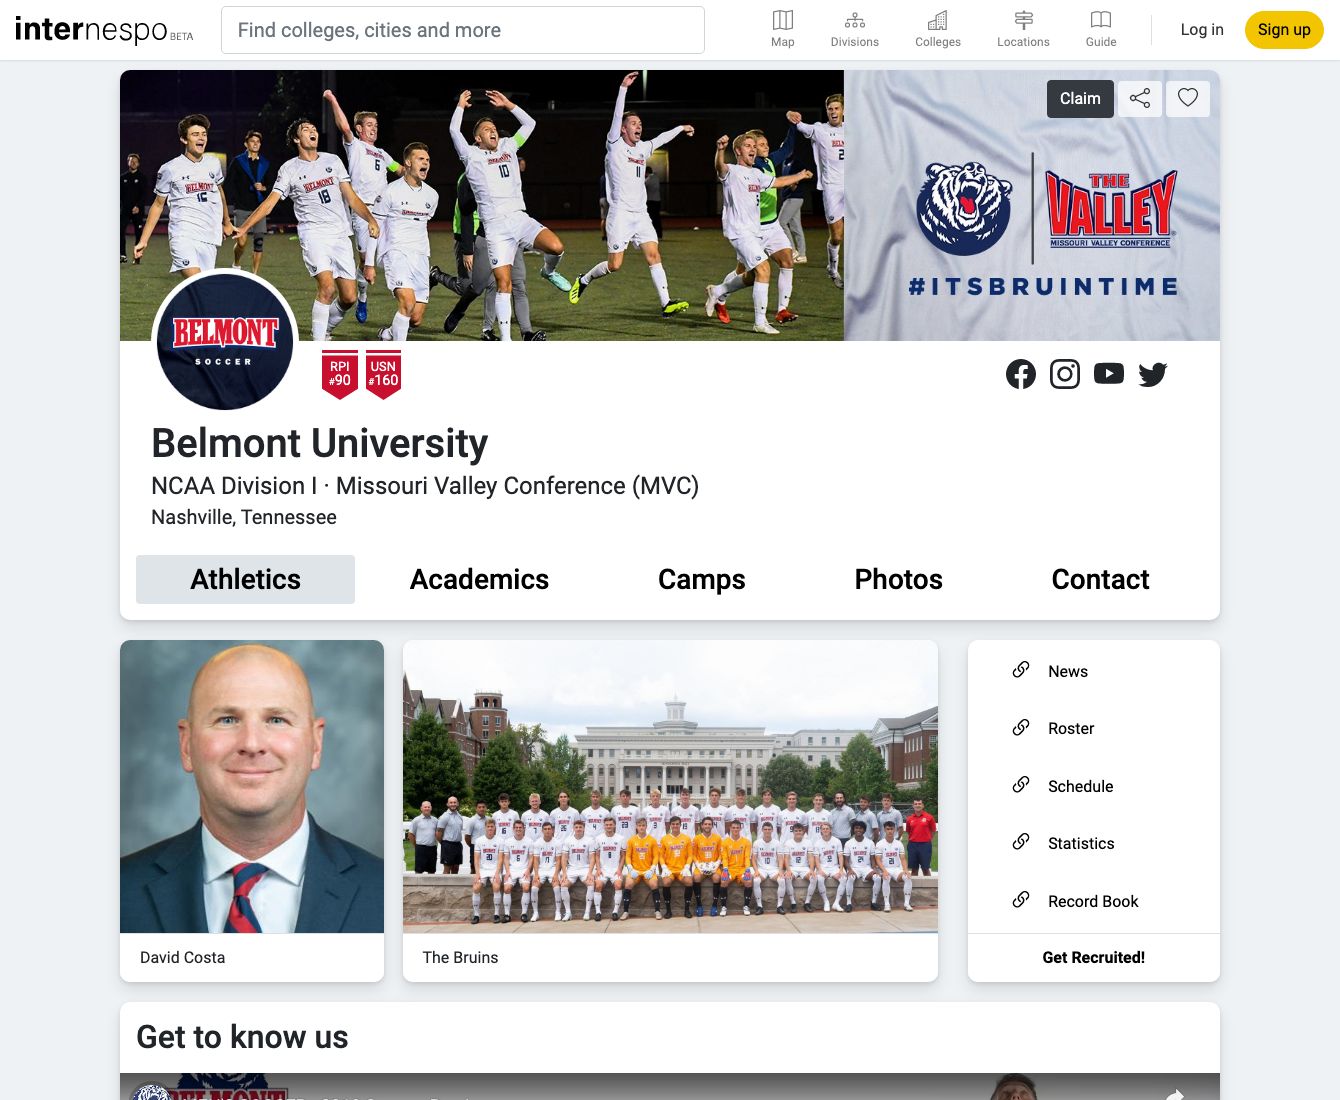 internespo BETA
Find colleges, cities and more
Map
Divisions
Colleges
Locations
Guide
Log in
Sign up
Claim
THE
VALLEY
MISSOURI VALLEY CONFERENCE
#ITSBRUINTIME
BELMONT
SOCCER
RPI
#90
USN
#160
Belmont University
NCAA Division I · Missouri Valley Conference (MVC)
Nashville, Tennessee
Athletics
Academics
Camps
Photos
Contact
David Costa
The Bruins
News
Roster
Schedule
Statistics
Record Book
Get Recruited!
Get to know us
BELMONT